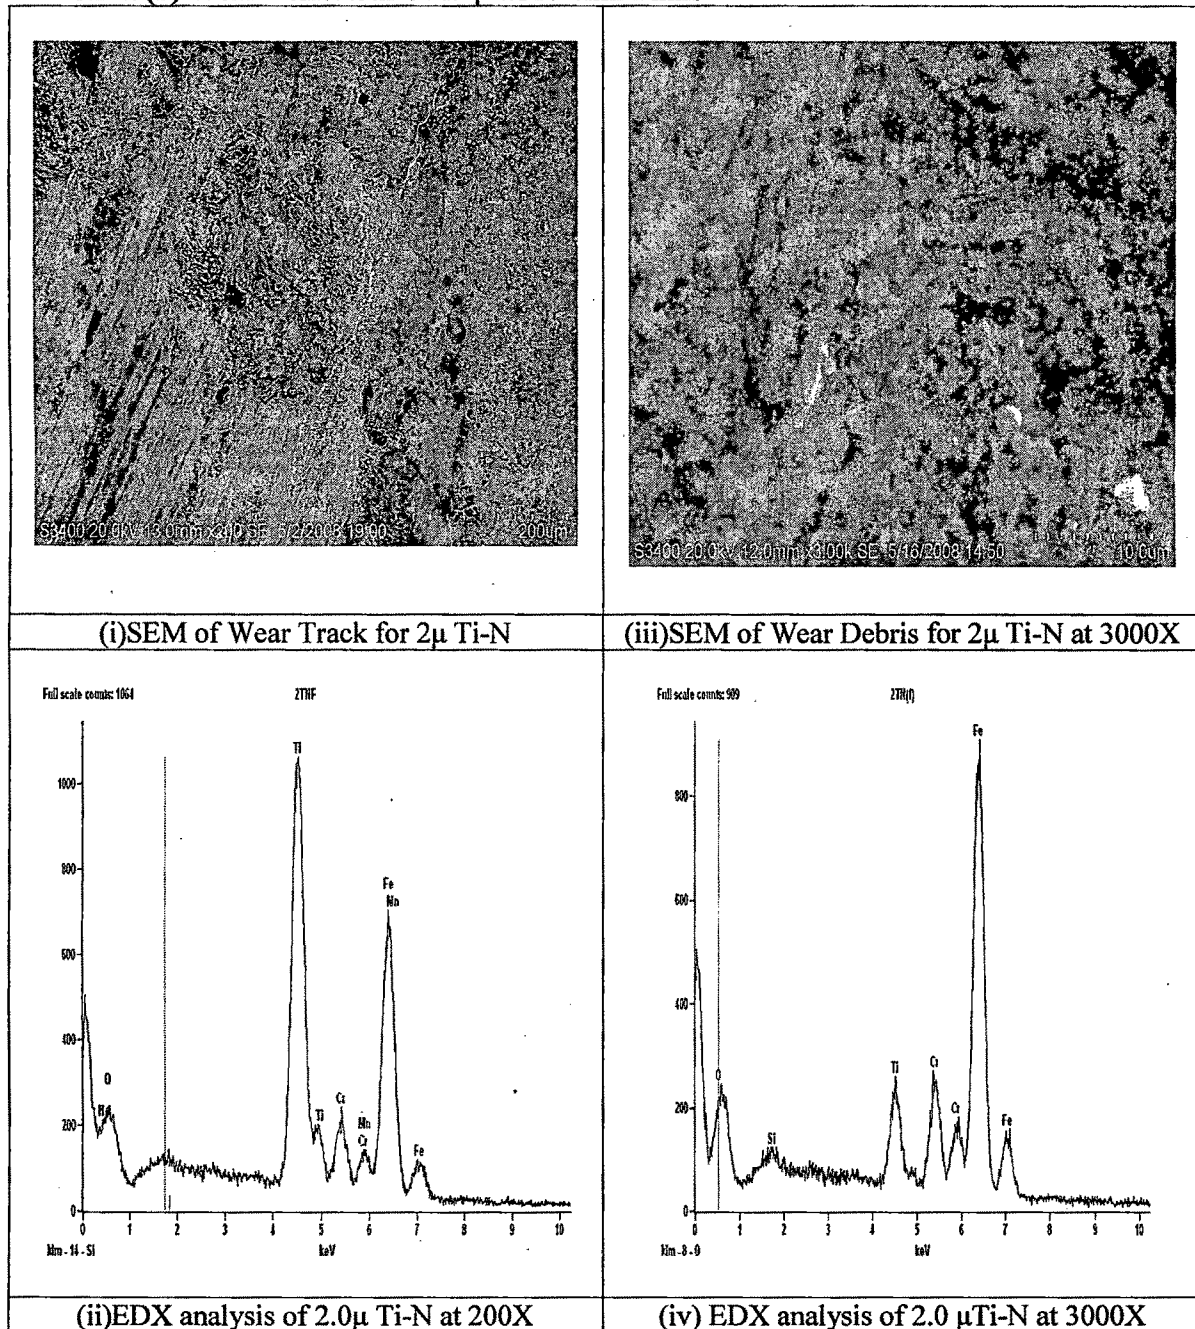 S3400 20.0kV 13.0mm x240 SE 5/2/2008 19:00 200um
S3400 20.0kV 12.0mm x3.00k SE 5/16/2008 14:50 10.0um
(i)SEM of Wear Track for 2μ Ti-N
(iii)SEM of Wear Debris for 2μ Ti-N at 3000X
Full scale counts: 1064
2TNF
Ti
1000
800
Fe
Mn
600
400
O
N
200
Ti
Cr
Mn
Cr
Fe
0
0 1 2 3 4 5 6 7 8 9 10
keV
Klm - 14 - Si
Full scale counts: 909
2TN(f)
Fe
800
600
400
Ti
Cr
O
200
Si
Cr
Fe
0
0 1 2 3 4 5 6 7 8 9 10
keV
(ii)EDX analysis of 2.0μ Ti-N at 200X
(iv) EDX analysis of 2.0 μTi-N at 3000X